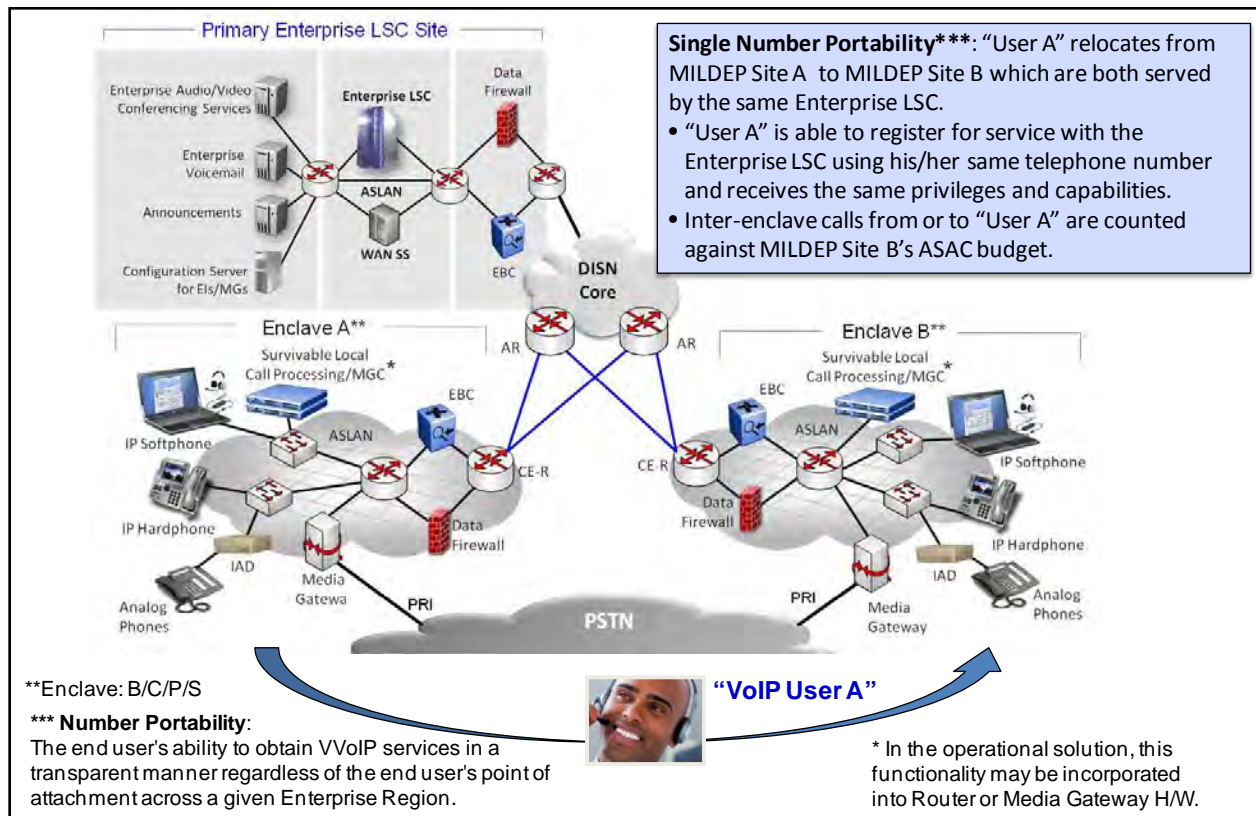 Primary Enterprise LSC Site
Single Number Portability***: “User A” relocates from
MILDEP Site A to MILDEP Site B which are both served
by the same Enterprise LSC.
• “User A” is able to register for service with the
Enterprise LSC using his/her same telephone number
and receives the same privileges and capabilities.
• Inter-enclave calls from or to “User A” are counted
against MILDEP Site B’s ASAC budget.
Enterprise Audio/Video
Conferencing Services
Enterprise
Voicemail
Announcements
Configuration Server
for EIs/MGs
Enterprise LSC
ASLAN
WAN SS
Data
Firewall
EBC
DISN
Core
AR
AR
Enclave A**
Survivable Local
Call Processing/MGC*
IP Softphone
EBC
ASLAN
CE-R
IP Hardphone
IAD
Data
Firewall
Analog
Phones
Media
Gatewa
PRI
Enclave B**
Survivable Local
Call Processing/MGC*
EBC
ASLAN
CE-R
IP Softphone
Data
Firewall
IP Hardphone
IAD
PRI
Media
Gateway
Analog
Phones
PSTN
“VoIP User A”
**Enclave: B/C/P/S
*** Number Portability:
The end user's ability to obtain VVoIP services in a
transparent manner regardless of the end user's point of
attachment across a given Enterprise Region.
* In the operational solution, this
functionality may be incorporated
into Router or Media Gateway H/W.